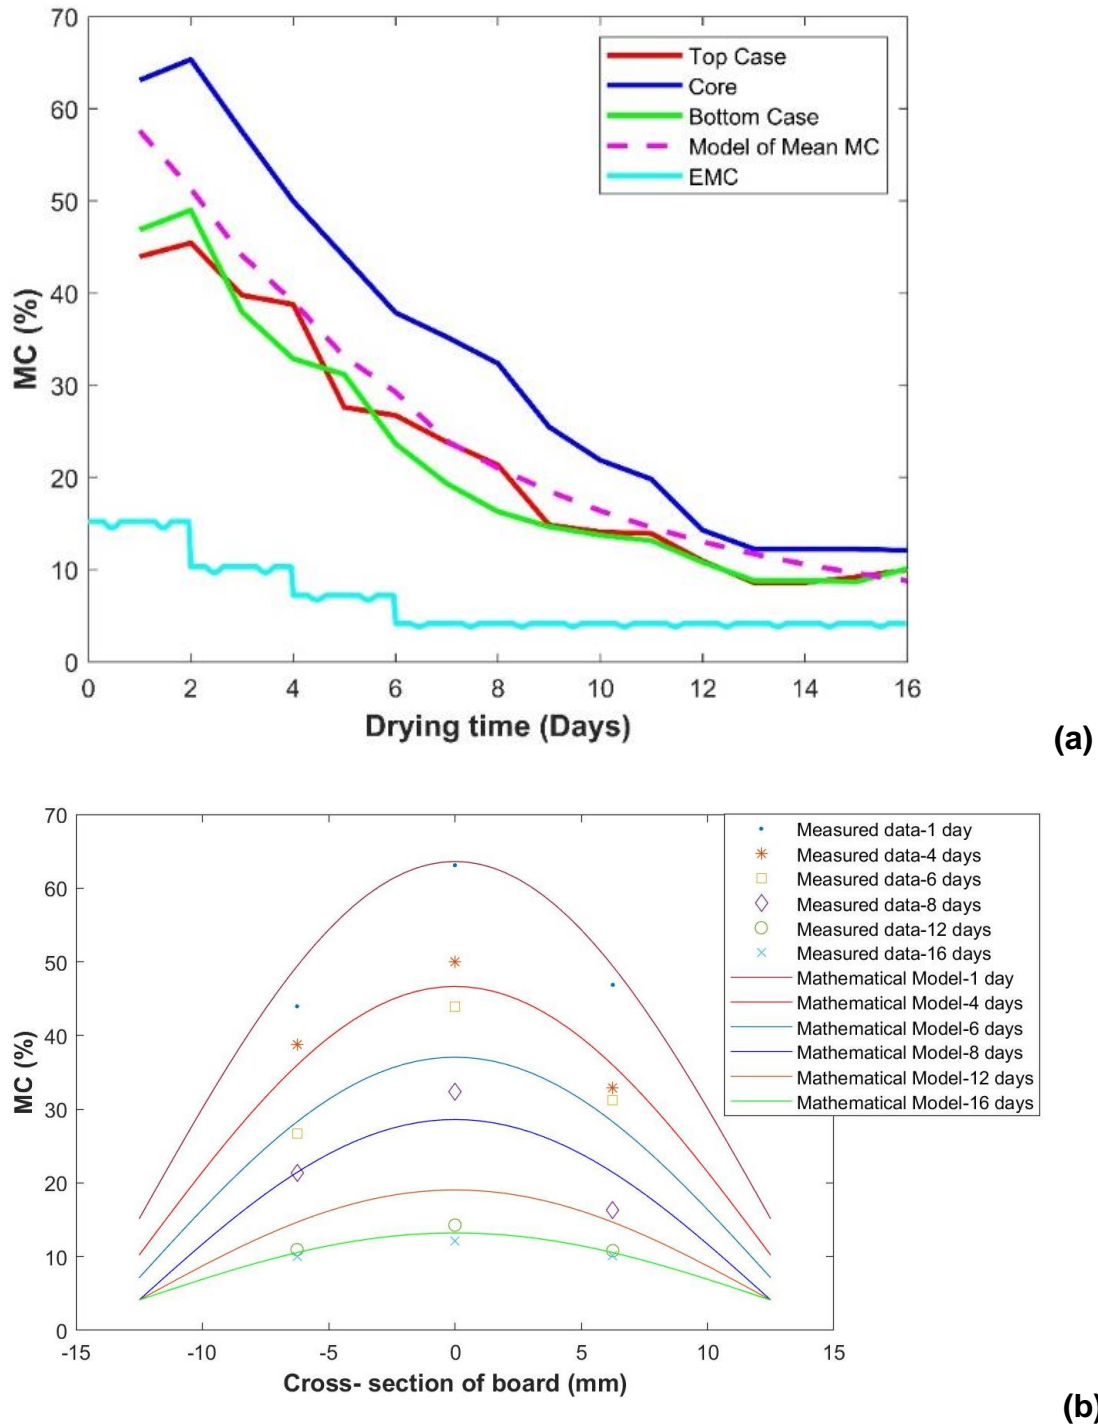 70
60
50
40
30
20
10
0
MC (%)
Top Case
Core
Bottom Case
Model of Mean MC
EMC
0 2 4 6 8 10 12 14 16
Drying time (Days)
(a)
70
60
50
40
30
20
10
0
MC (%)
Measured data-1 day
Measured data-4 days
Measured data-6 days
Measured data-8 days
Measured data-12 days
Measured data-16 days
Mathematical Model-1 day
Mathematical Model-4 days
Mathematical Model-6 days
Mathematical Model-8 days
Mathematical Model-12 days
Mathematical Model-16 days
-15 -10 -5 0 5 10 15
Cross- section of board (mm)
(b)